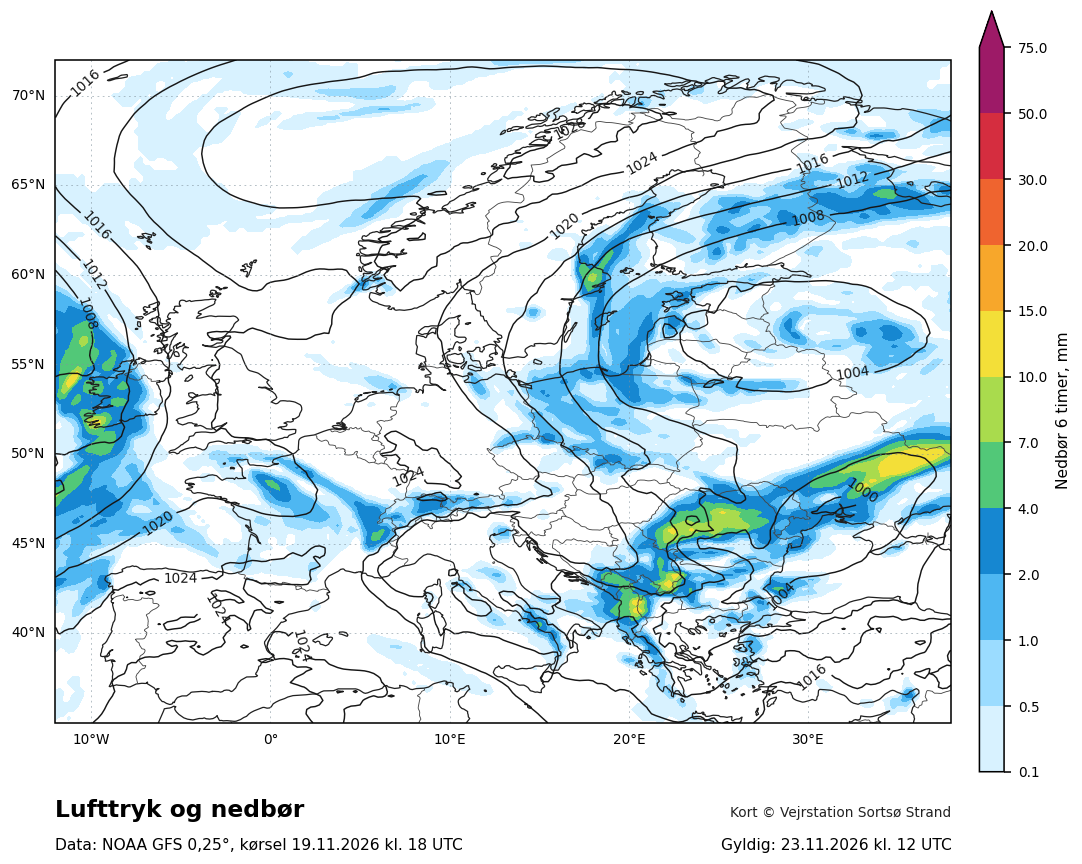 75.0
50.0
30.0
20.0
15.0
10.0
7.0
4.0
2.0
1.0
0.5
0.1
Nedbør 6 timer, mm
70°N
65°N
60°N
55°N
50°N
45°N
40°N
10°W
0°
10°E
20°E
30°E
1016
1028
1024
1016
1012
1008
1020
1016
1012
1008
1004
1024
1000
1020
1024
1024
1024
1004
1016
Lufttryk og nedbør
Kort © Vejrstation Sortsø Strand
Data: NOAA GFS 0,25°, kørsel 19.11.2026 kl. 18 UTC
Gyldig: 23.11.2026 kl. 12 UTC